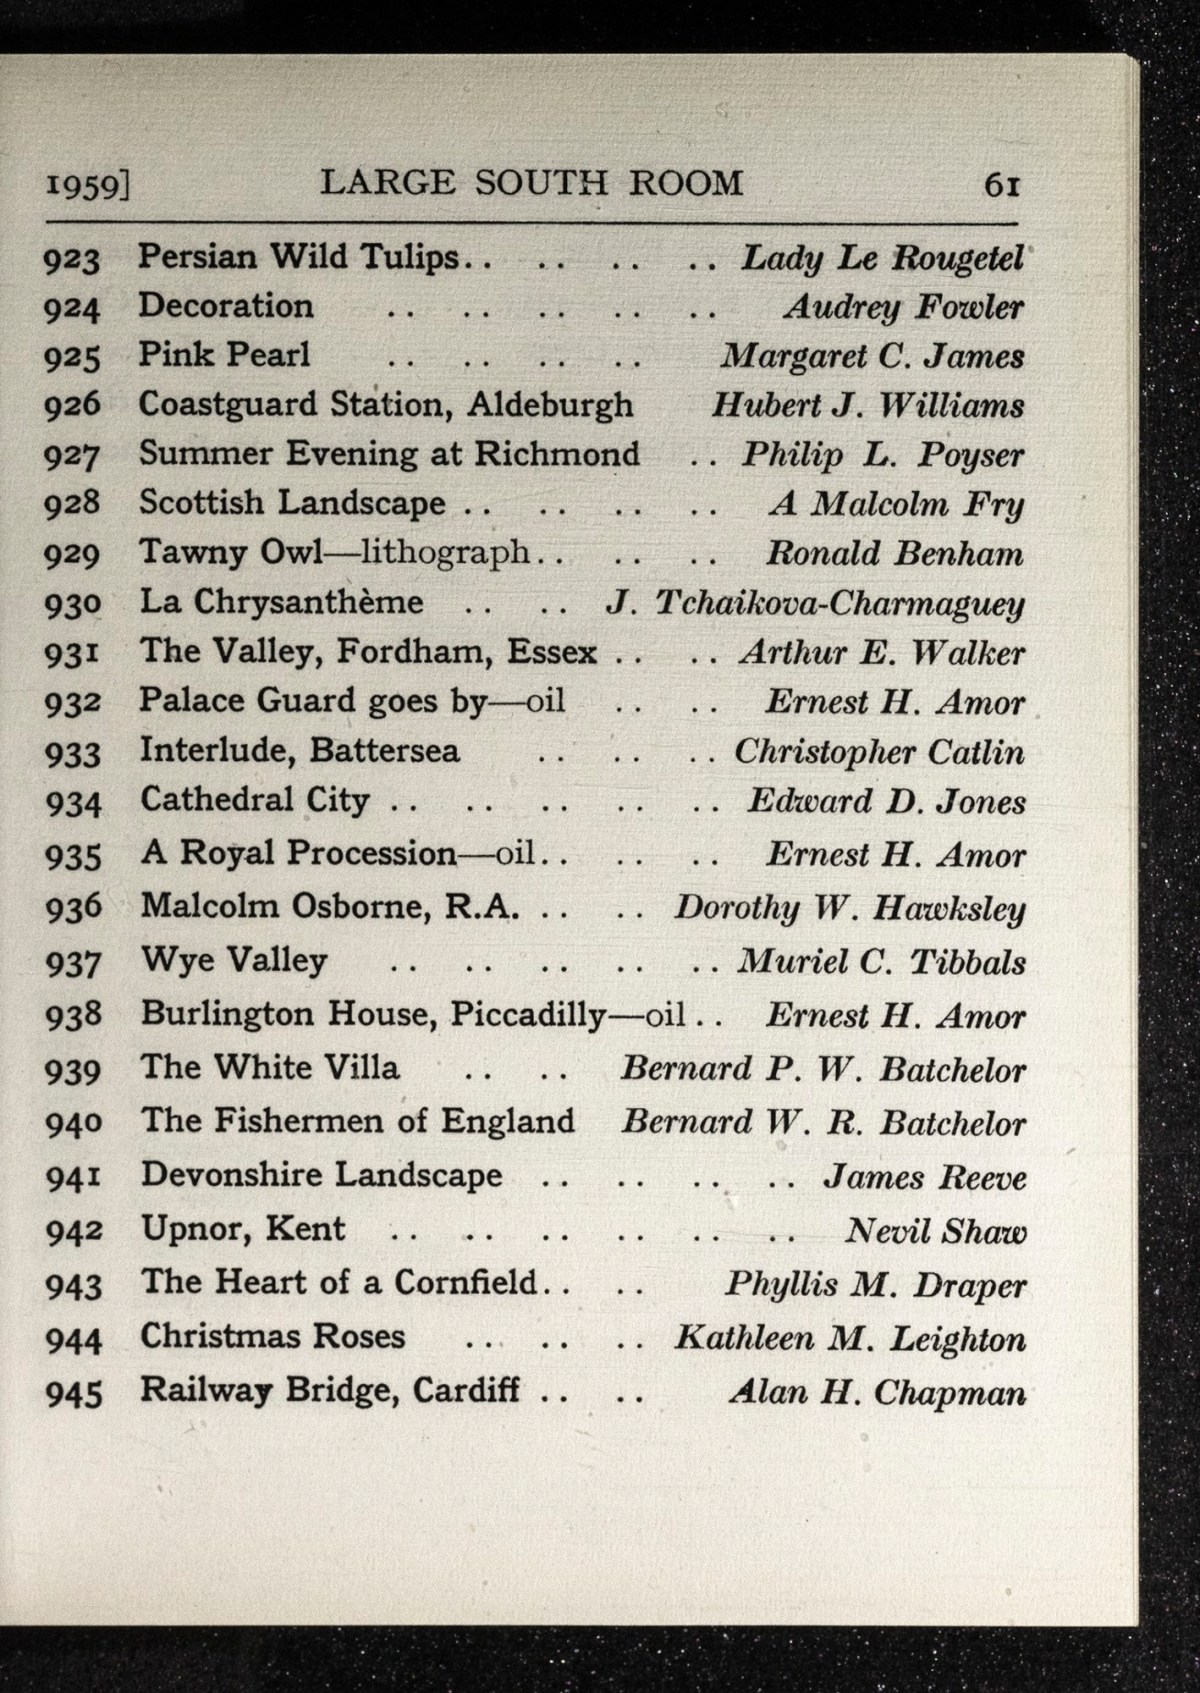 1959] LARGE SOUTH ROOM 61
923 Persian Wild Tulips.. .. .. .. Lady Le Rougetel
924 Decoration .. .. .. .. .. Audrey Fowler
925 Pink Pearl .. .. .. .. Margaret C. James
926 Coastguard Station, Aldeburgh Hubert J. Williams
927 Summer Evening at Richmond .. Philip L. Poyser
928 Scottish Landscape .. .. .. .. A Malcolm Fry
929 Tawny Owl—lithograph.. .. .. Ronald Benham
930 La Chrysanthème .. .. J. Tchaikova-Charmaguey
931 The Valley, Fordham, Essex .. .. Arthur E. Walker
932 Palace Guard goes by—oil .. .. Ernest H. Amor
933 Interlude, Battersea .. .. .. Christopher Catlin
934 Cathedral City .. .. .. .. .. Edward D. Jones
935 A Royal Procession—oil.. .. .. Ernest H. Amor
936 Malcolm Osborne, R.A. .. .. Dorothy W. Hawksley
937 Wye Valley .. .. .. .. .. Muriel C. Tibbals
938 Burlington House, Piccadilly—oil .. Ernest H. Amor
939 The White Villa .. .. Bernard P. W. Batchelor
940 The Fishermen of England Bernard W. R. Batchelor
941 Devonshire Landscape .. .. .. .. James Reeve
942 Upnor, Kent .. .. .. .. .. .. Nevil Shaw
943 The Heart of a Cornfield.. .. Phyllis M. Draper
944 Christmas Roses .. .. .. Kathleen M. Leighton
945 Railway Bridge, Cardiff .. .. Alan H. Chapman